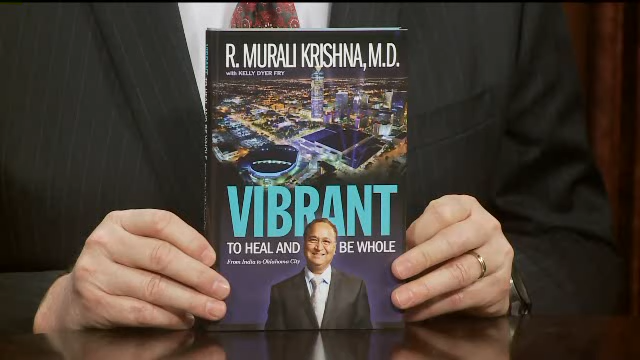 R. MURALI KRISHNA, M.D.
with KELLY DYER FRY
VIBRANT
TO HEAL AND BE WHOLE
From India to Oklahoma City